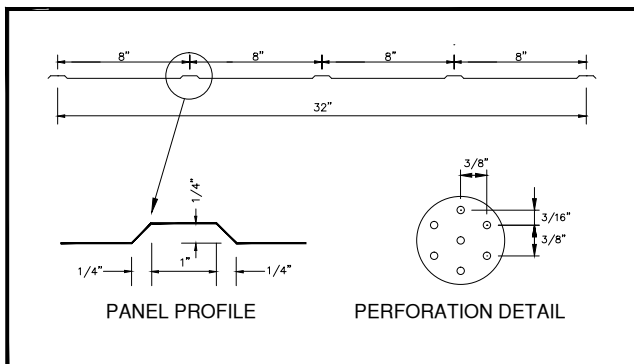 8” 8” 8” 8”
32”
1/4”
1/4” 1” 1/4”
PANEL PROFILE
3/8”
3/16”
3/8”
PERFORATION DETAIL